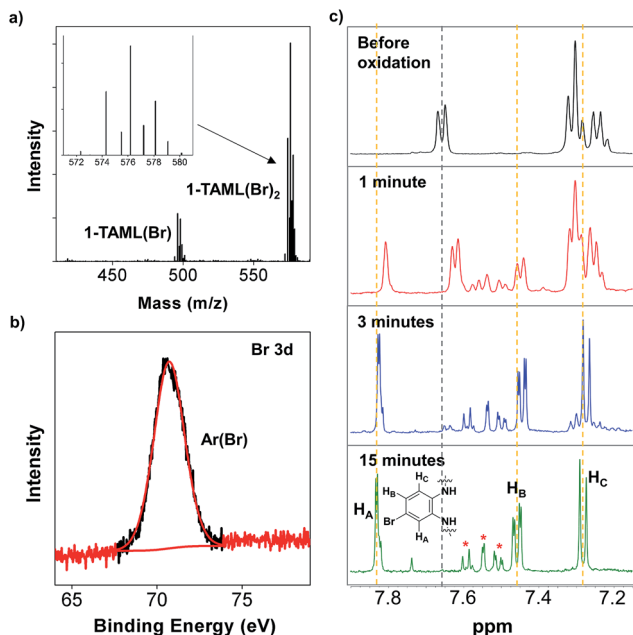 a)
572 574 576 578 580
1-TAML(Br)₂
1-TAML(Br)
Intensity
450 500 550
Mass (m/z)
b)
Br 3d
Ar(Br)
Intensity
65 70 75
Binding Energy (eV)
c)
Before
oxidation
1 minute
3 minutes
15 minutes
H_A
H_B
H_C
NH
Br
NH
H_A
* * *
H_B
H_C
7.8 7.6 7.4 7.2
ppm